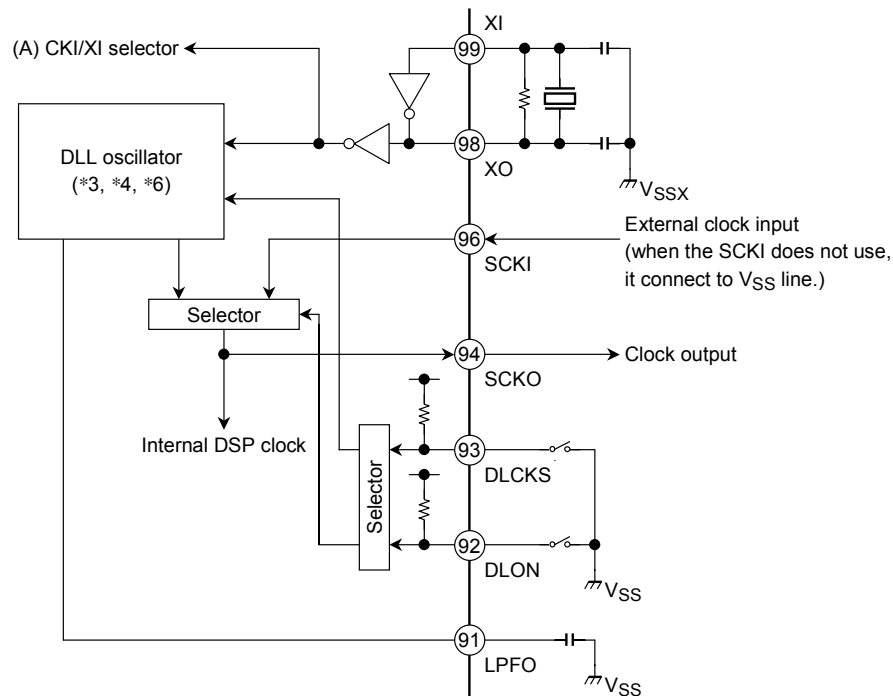 XI
(A) CKI/XI selector
99
DLL oscillator
(*3, *4, *6)
98
XO
VSSX
External clock input
(when the SCKI does not use,
it connect to VSS line.)
96
SCKI
Selector
94
Clock output
SCKO
Internal DSP clock
93
DLCKS
Selector
92
DLON
VSS
91
LPFO
VSS